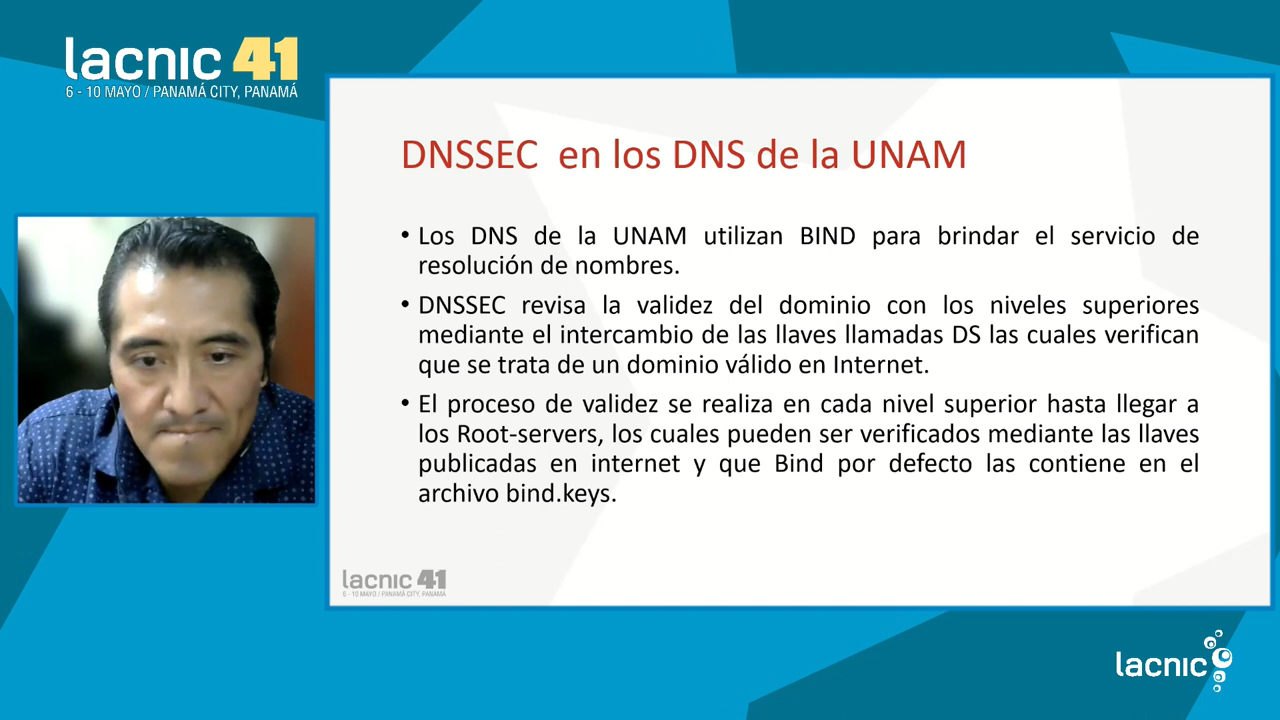 lacnic 41
6 - 10 MAYO / PANAMÁ CITY, PANAMÁ
DNSSEC en los DNS de la UNAM
• Los DNS de la UNAM utilizan BIND para brindar el servicio de
resolución de nombres.
• DNSSEC revisa la validez del dominio con los niveles superiores
mediante el intercambio de las llaves llamadas DS las cuales verifican
que se trata de un dominio válido en Internet.
• El proceso de validez se realiza en cada nivel superior hasta llegar a
los Root-servers, los cuales pueden ser verificados mediante las llaves
publicadas en internet y que Bind por defecto las contiene en el
archivo bind.keys.
lacnic 41
6 - 10 MAYO / PANAMÁ CITY, PANAMÁ
lacnic